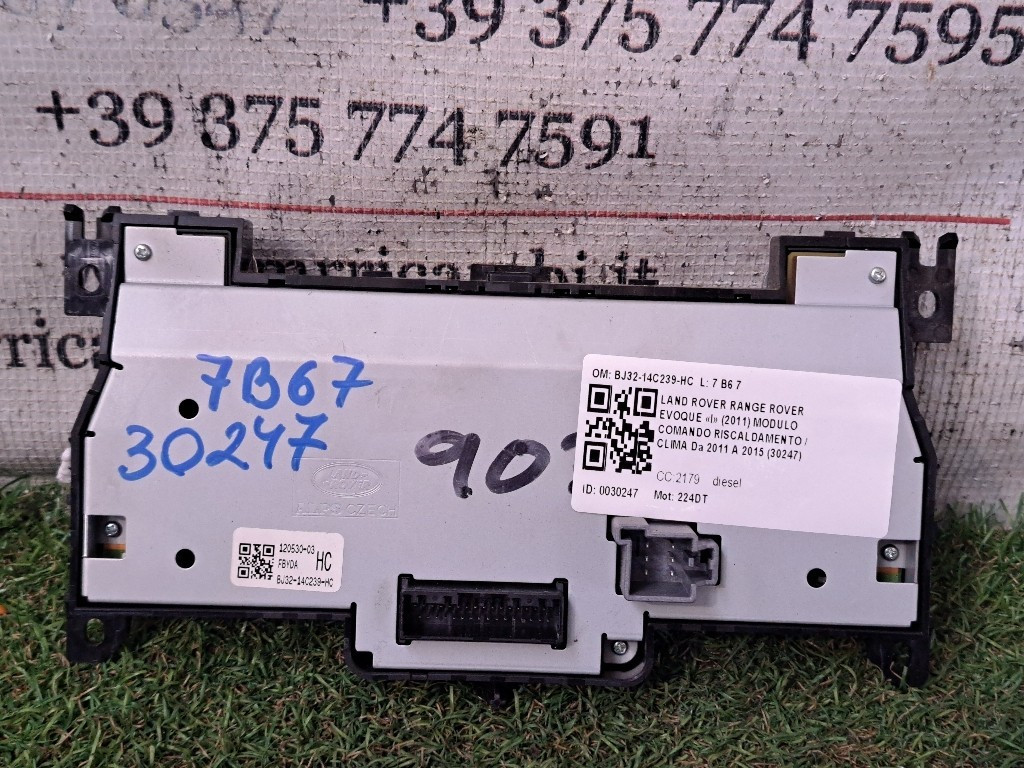 +39 375 774 7595
+39 375 774 7591
7B67
30247
90
LAND ROVER
ALPS CZECH
120530-03
FBYDA
HC
BJ32-14C239-HC
OM: BJ32-14C239-HC L: 7 B6 7
LAND ROVER RANGE ROVER
EVOQUE «I» (2011) MODULO
COMANDO RISCALDAMENTO /
CLIMA Da 2011 A 2015 (30247)
CC:2179 diesel
ID: 0030247 Mot: 224DT